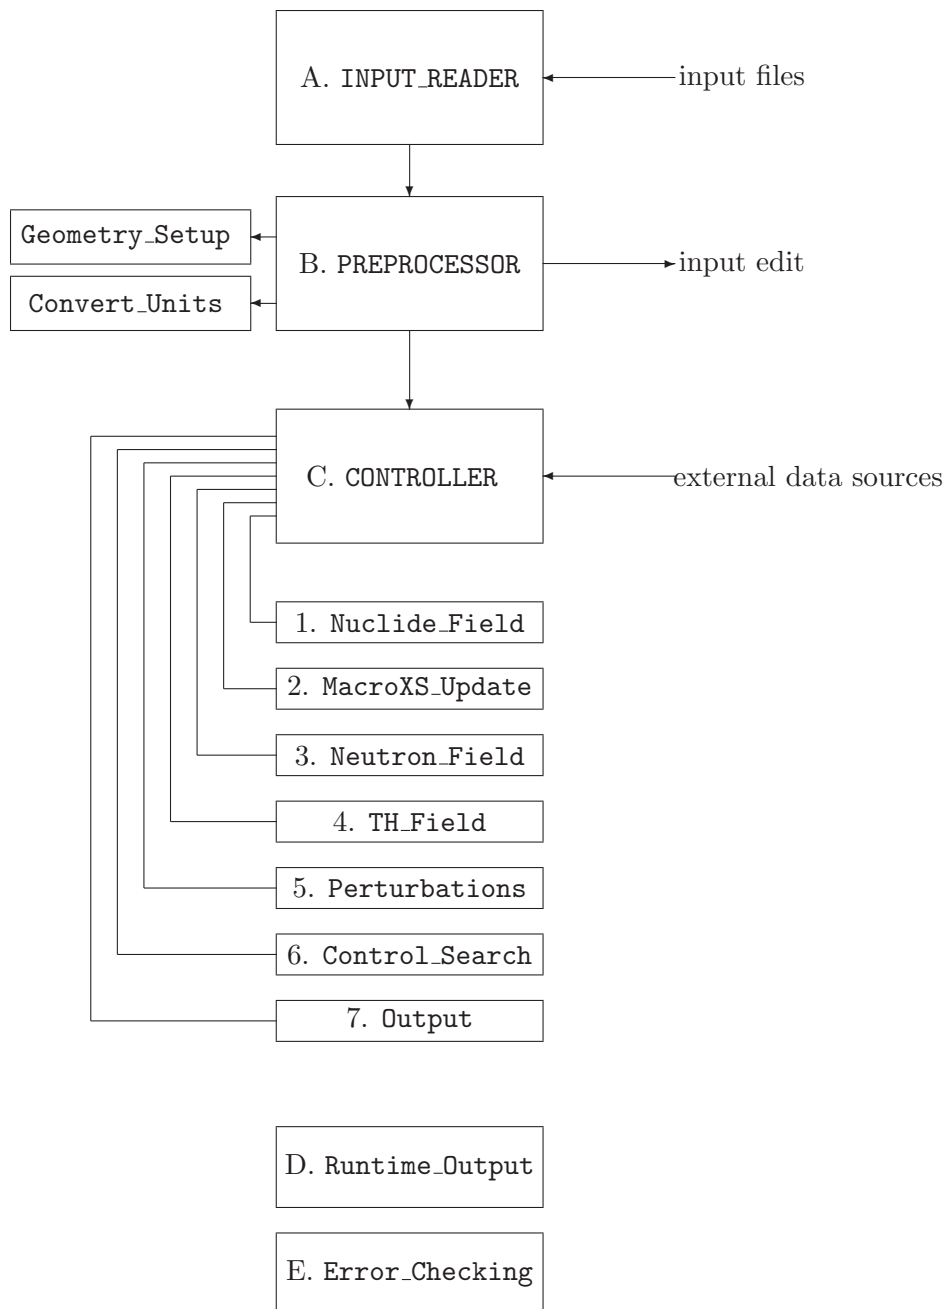 A. INPUT_READER
input files
Geometry_Setup
B. PREPROCESSOR
input edit
Convert_Units
C. CONTROLLER
external data sources
1. Nuclide_Field
2. MacroXS_Update
3. Neutron_Field
4. TH_Field
5. Perturbations
6. Control_Search
7. Output
D. Runtime_Output
E. Error_Checking